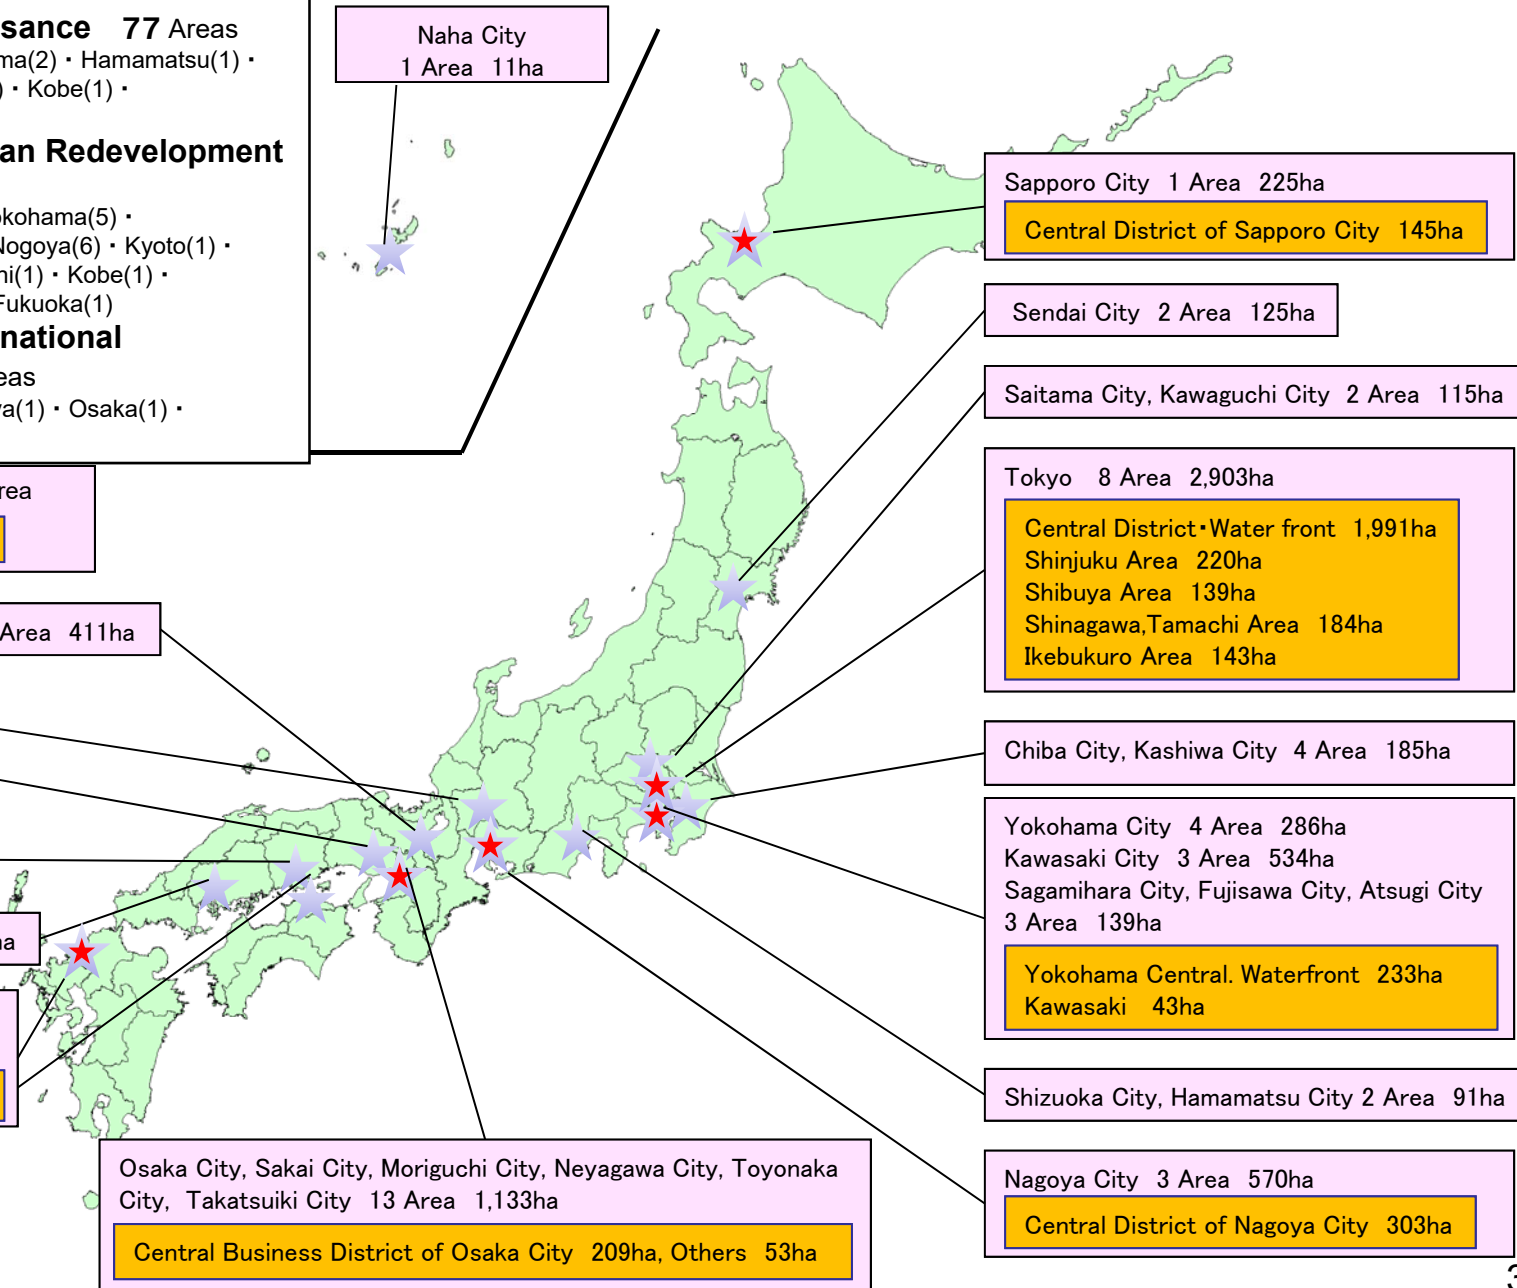 sance 77 Areas
ma(2)・Hamamatsu(1)・
)・Kobe(1)・
an Redevelopment
okohama(5)・
Nogoya(6)・Kyoto(1)・
hi(1)・Kobe(1)・
Fukuoka(1)
national
eas
ya(1)・Osaka(1)・
Naha City
1 Area 11ha
Sapporo City 1 Area 225ha
Central District of Sapporo City 145ha
Sendai City 2 Area 125ha
Saitama City, Kawaguchi City 2 Area 115ha
Tokyo 8 Area 2,903ha
Central District・Water front 1,991ha
Shinjuku Area 220ha
Shibuya Area 139ha
Shinagawa,Tamachi Area 184ha
Ikebukuro Area 143ha
Chiba City, Kashiwa City 4 Area 185ha
Yokohama City 4 Area 286ha
Kawasaki City 3 Area 534ha
Sagamihara City, Fujisawa City, Atsugi City
3 Area 139ha
Yokohama Central. Waterfront 233ha
Kawasaki 43ha
Shizuoka City, Hamamatsu City 2 Area 91ha
Nagoya City 3 Area 570ha
Central District of Nagoya City 303ha
rea
Area 411ha
ha
Osaka City, Sakai City, Moriguchi City, Neyagawa City, Toyonaka
City, Takatsuiki City 13 Area 1,133ha
Central Business District of Osaka City 209ha, Others 53ha
3